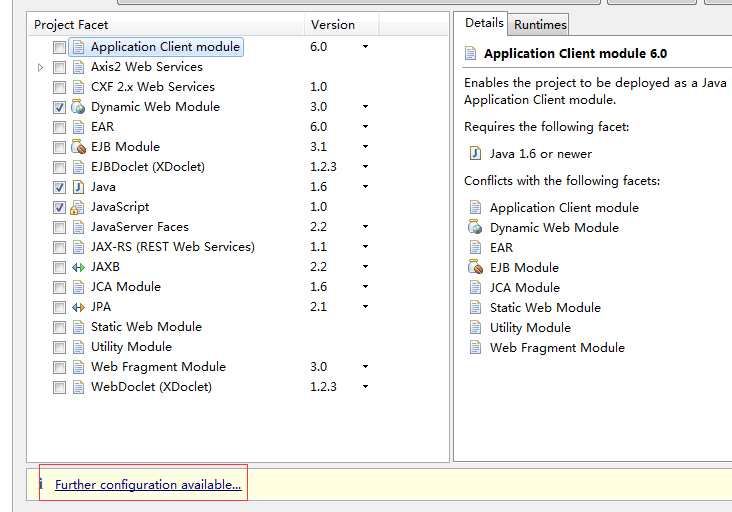 Project Facet Version
Application Client module 6.0
Axis2 Web Services
CXF 2.x Web Services 1.0
Dynamic Web Module 3.0
EAR 6.0
EJB Module 3.1
EJBDoclet (XDoclet) 1.2.3
Java 1.6
JavaScript 1.0
JavaServer Faces 2.2
JAX-RS (REST Web Services) 1.1
JAXB 2.2
JCA Module 1.6
JPA 2.1
Static Web Module
Utility Module
Web Fragment Module 3.0
WebDoclet (XDoclet) 1.2.3
Details Runtimes
Application Client module 6.0
Enables the project to be deployed as a Java
Application Client module.
Requires the following facet:
Java 1.6 or newer
Conflicts with the following facets:
Application Client module
Dynamic Web Module
EAR
EJB Module
JCA Module
Static Web Module
Utility Module
Web Fragment Module
Further configuration available...